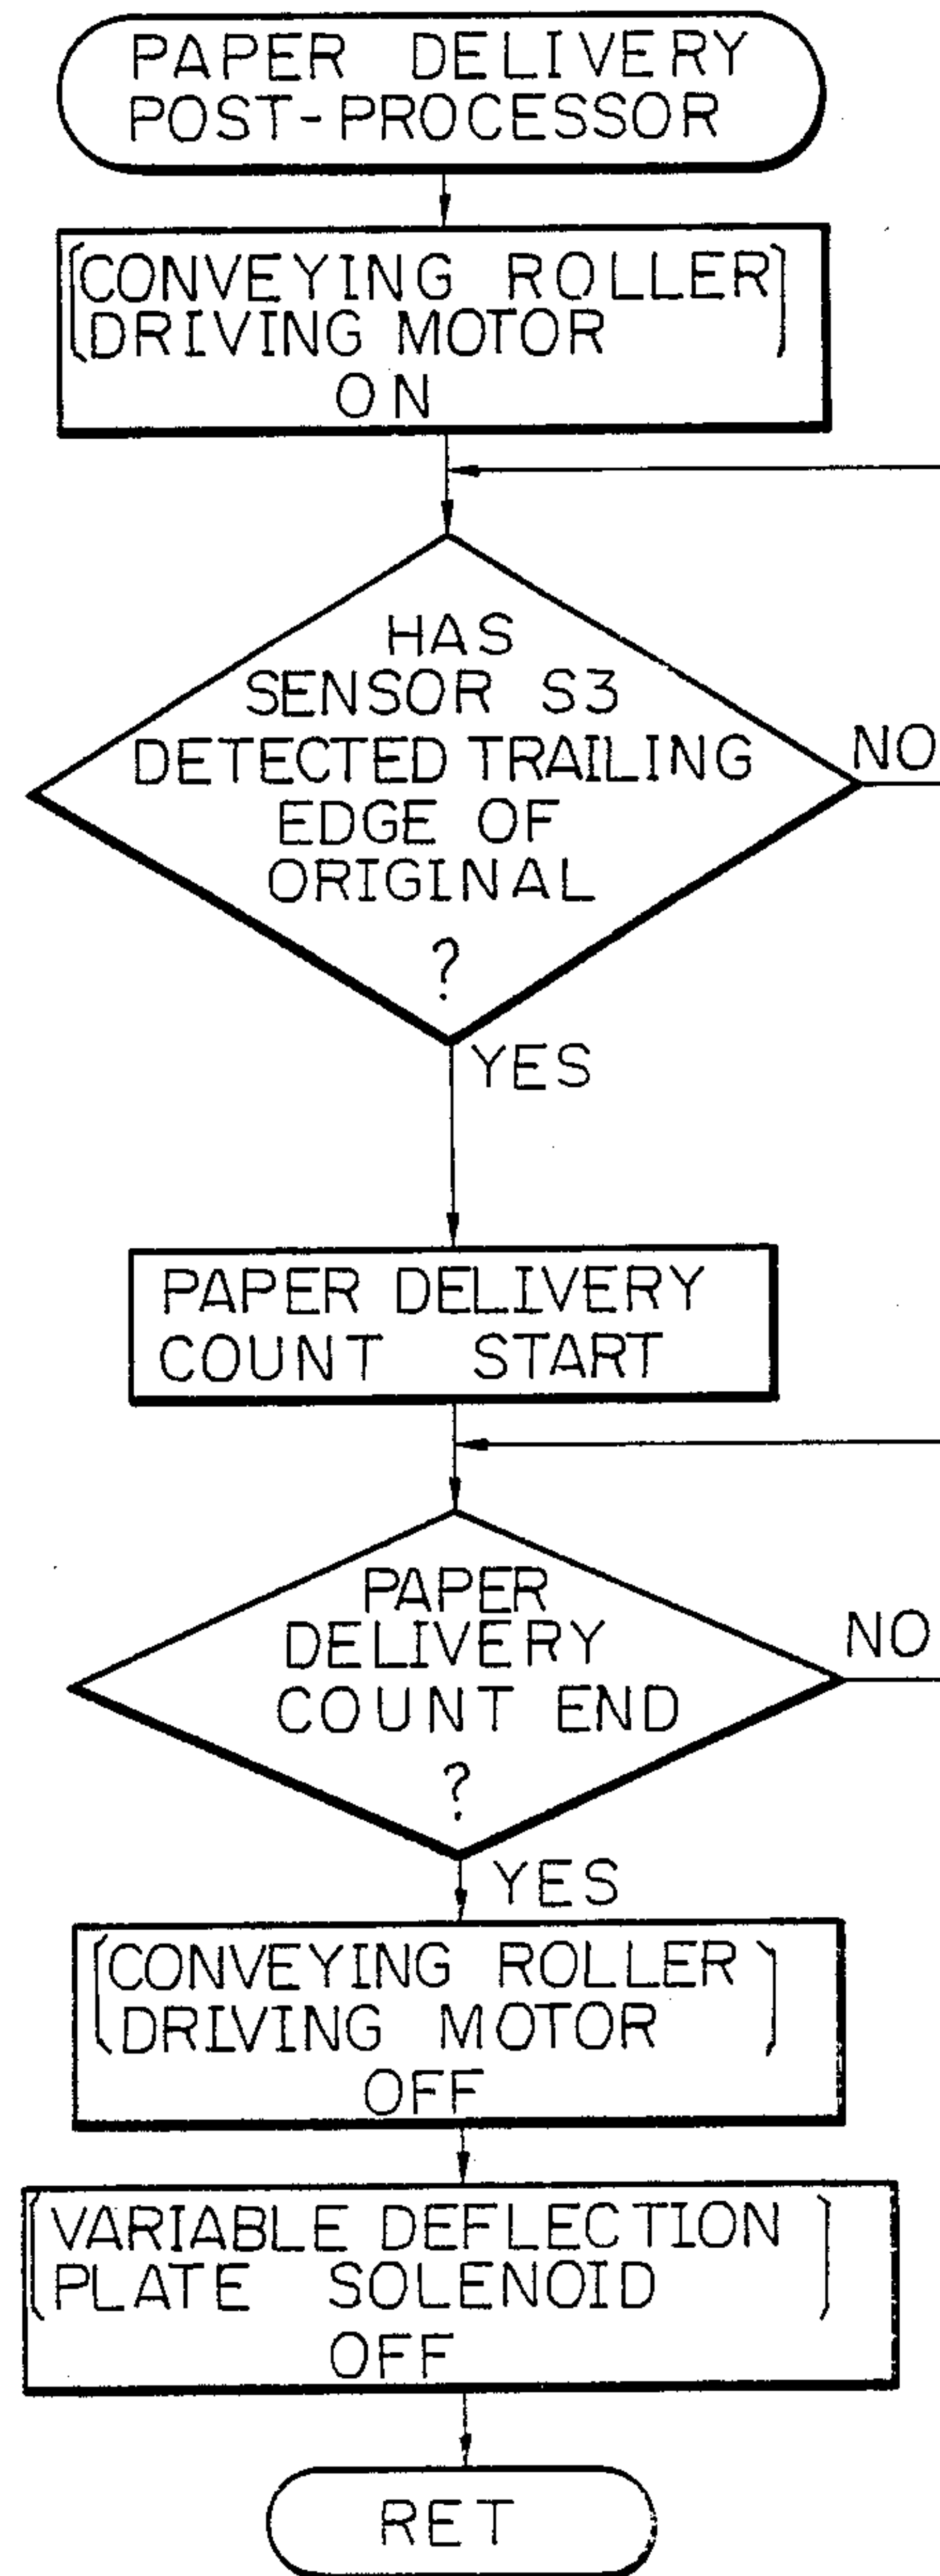 PAPER DELIVERY
POST-PROCESSOR
CONVEYING ROLLER
DRIVING MOTOR
ON
HAS
SENSOR S3
DETECTED TRAILING
EDGE OF
ORIGINAL
?
NO
YES
PAPER DELIVERY
COUNT START
PAPER
DELIVERY
COUNT END
?
NO
YES
CONVEYING ROLLER
DRIVING MOTOR
OFF
VARIABLE DEFLECTION
PLATE SOLENOID
OFF
RET